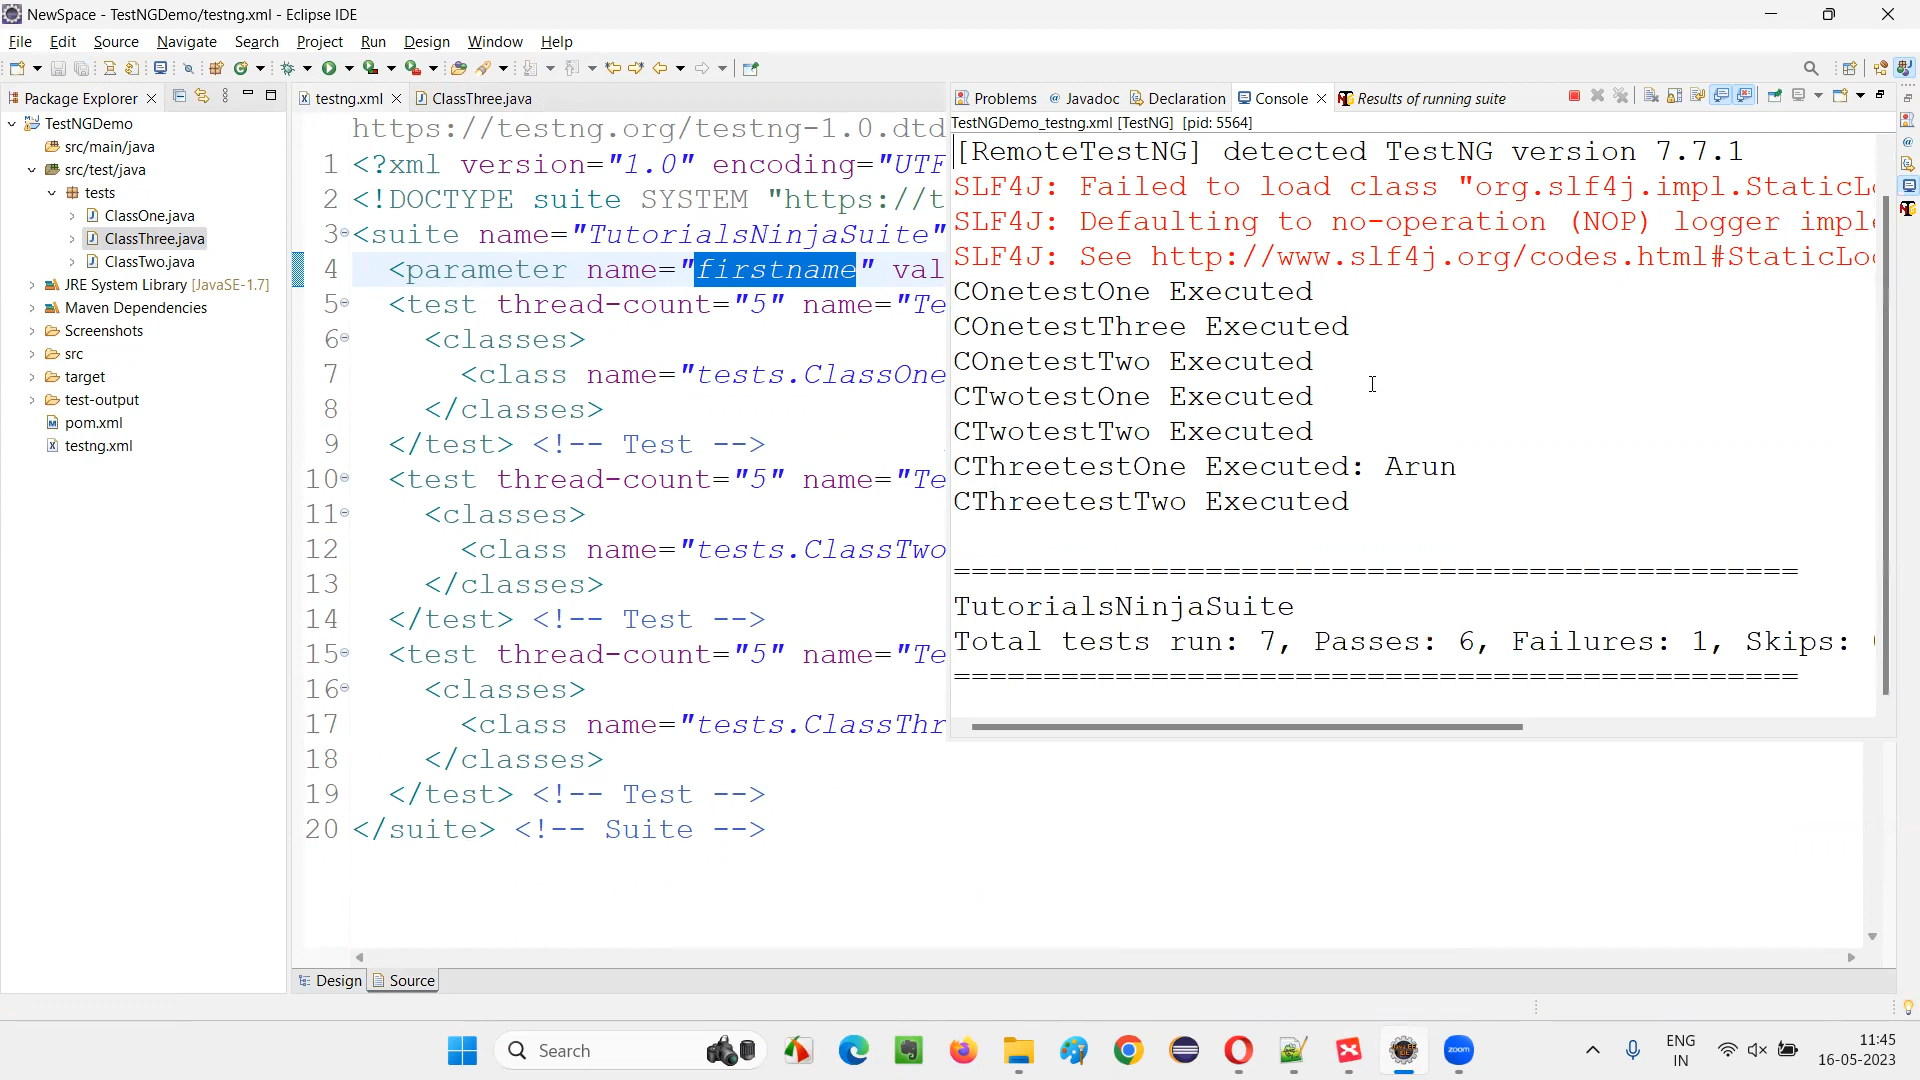 NewSpace - TestNGDemo/testng.xml - Eclipse IDE
File Edit Source Navigate Search Project Run Design Window Help
Package Explorer
TestNGDemo
src/main/java
src/test/java
tests
ClassOne.java
ClassThree.java
ClassTwo.java
JRE System Library [JavaSE-1.7]
Maven Dependencies
Screenshots
src
target
test-output
pom.xml
testng.xml
testng.xml ClassThree.java
https://testng.org/testng-1.0.dtd
1 <?xml version="1.0" encoding="UTF
2 <!DOCTYPE suite SYSTEM "https://t
3 <suite name="TutorialsNinjaSuite"
4 <parameter name="firstname" val
5 <test thread-count="5" name="Te
6 <classes>
7 <class name="tests.ClassOne
8 </classes>
9 </test> <!-- Test -->
10 <test thread-count="5" name="Te
11 <classes>
12 <class name="tests.ClassTwo
13 </classes>
14 </test> <!-- Test -->
15 <test thread-count="5" name="Te
16 <classes>
17 <class name="tests.ClassThr
18 </classes>
19 </test> <!-- Test -->
20 </suite> <!-- Suite -->
Design Source
Problems Javadoc Declaration Console Results of running suite
TestNGDemo_testng.xml [TestNG] [pid: 5564]
[RemoteTestNG] detected TestNG version 7.7.1
SLF4J: Failed to load class "org.slf4j.impl.StaticLo
SLF4J: Defaulting to no-operation (NOP) logger imple
SLF4J: See http://www.slf4j.org/codes.html#StaticLo
COnetestOne Executed
COnetestThree Executed
COnetestTwo Executed
CTwotestOne Executed
CTwotestTwo Executed
CThreetestOne Executed: Arun
CThreetestTwo Executed
===============================================
TutorialsNinjaSuite
Total tests run: 7, Passes: 6, Failures: 1, Skips:
===============================================
Search
zoom
ENG
IN
11:45
16-05-2023